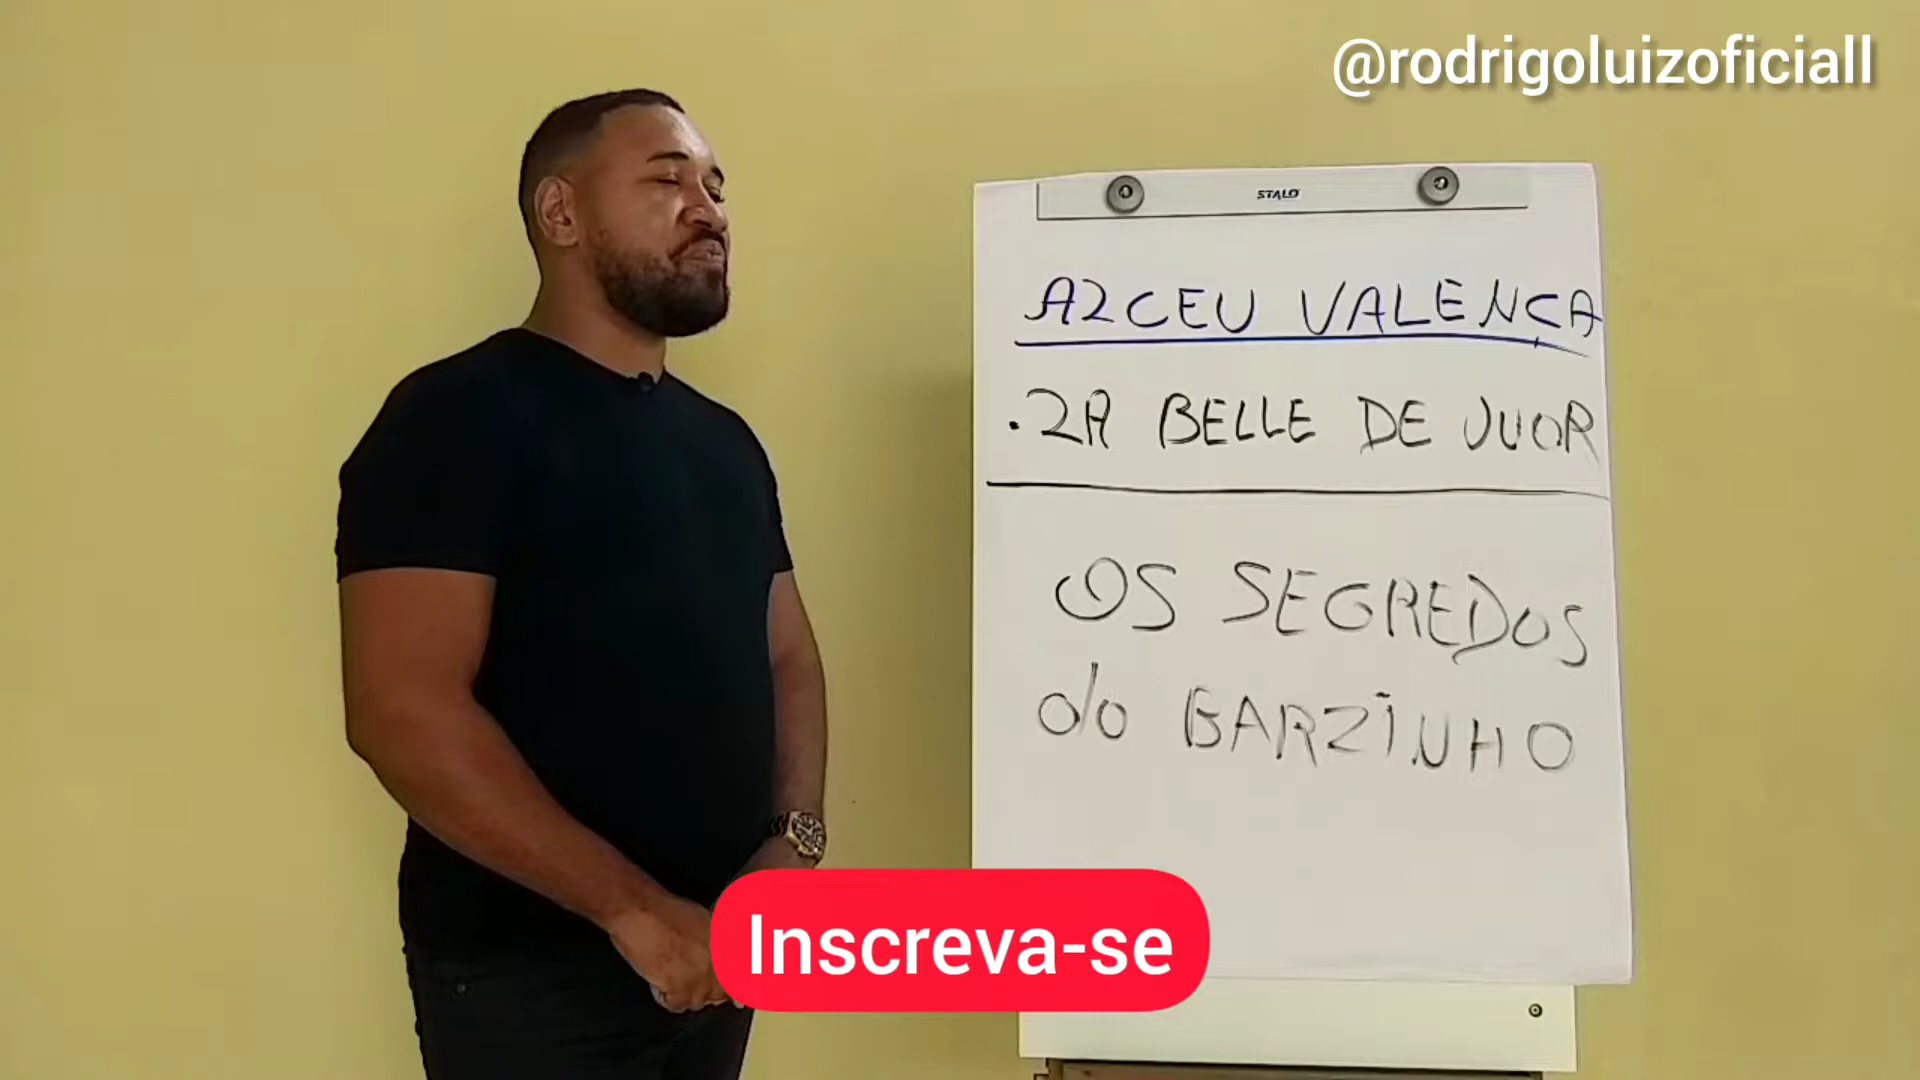 @rodrigoluizoficiall
STALO
ALCEU VALENÇA
. LA BELLE DE JUOR
OS SEGREDOS
do BARZINHO
Inscreva-se